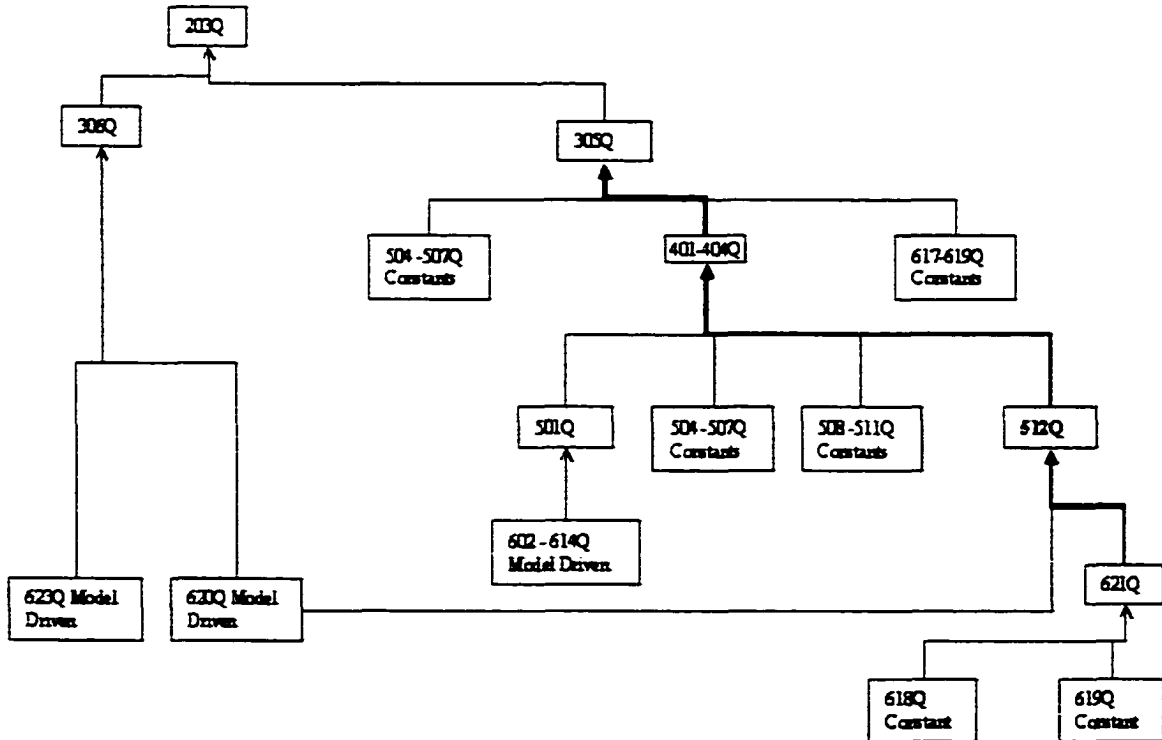 203Q
306Q
305Q
504 - 507Q
Constants
401-404Q
617-619Q
Constants
501Q
504 - 507Q
Constants
508 - 511Q
Constants
512Q
602 - 614Q
Model Driven
623Q Model
Driven
620Q Model
Driven
621Q
618Q
Constant
619Q
Constant